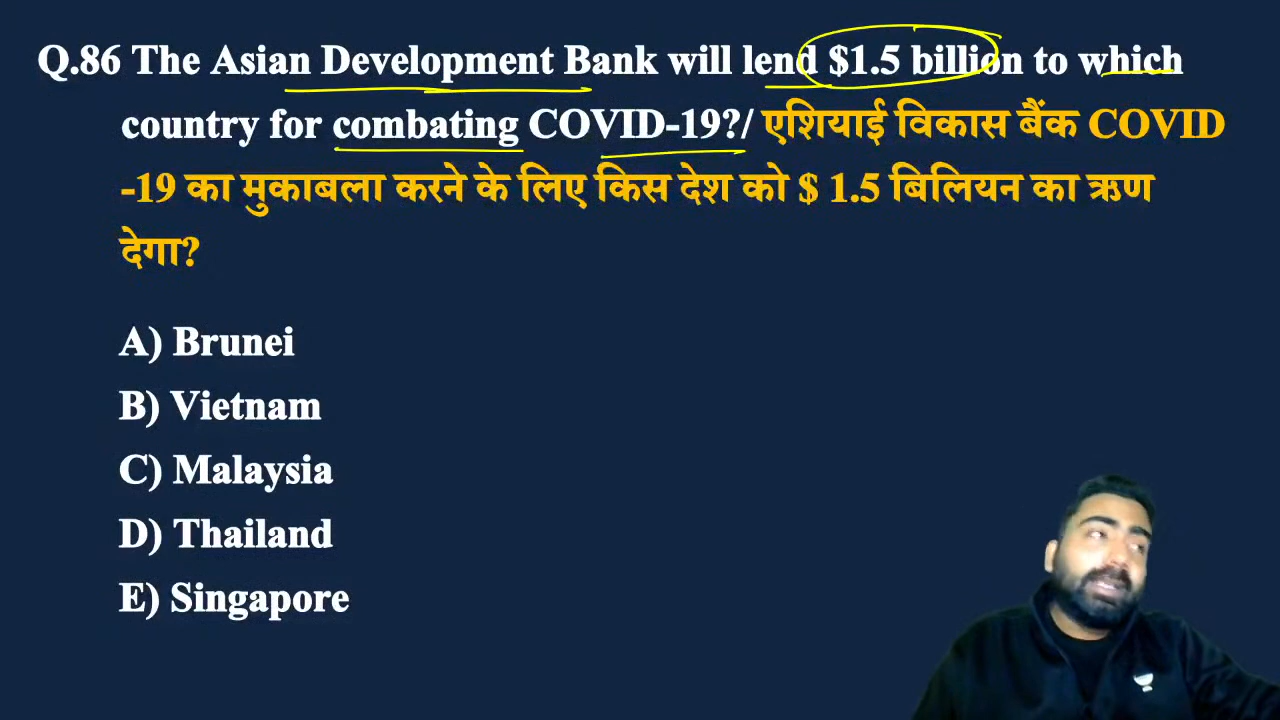 Q.86 The Asian Development Bank will lend $1.5 billion to which
country for combating COVID-19?/ एशियाई विकास बैंक COVID
-19 का मुकाबला करने के लिए किस देश को $ 1.5 बिलियन का ऋण
देगा?
A) Brunei
B) Vietnam
C) Malaysia
D) Thailand
E) Singapore